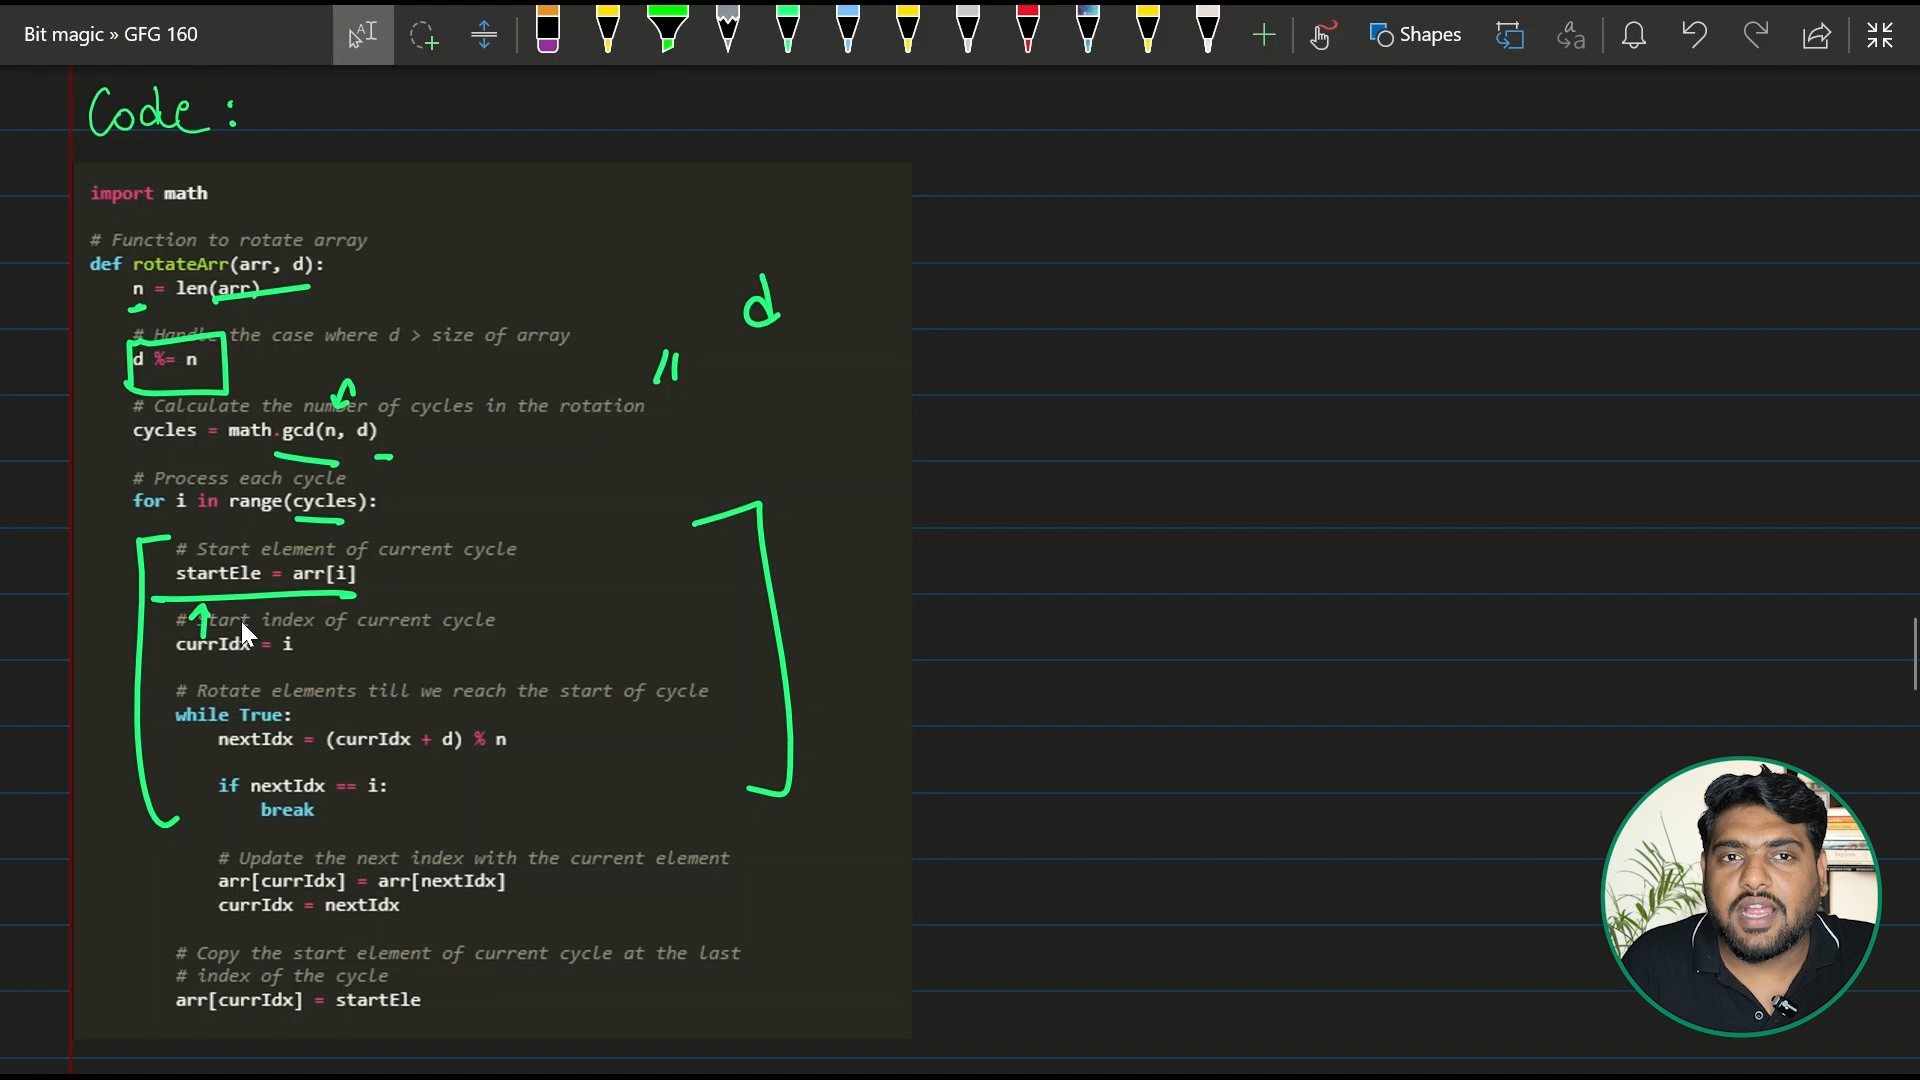 Bit magic » GFG 160
Shapes
Code :
import math
# Function to rotate array
def rotateArr(arr, d):
n = len(arr)
# Handle the case where d > size of array
d %= n
# Calculate the number of cycles in the rotation
cycles = math.gcd(n, d)
# Process each cycle
for i in range(cycles):
# Start element of current cycle
startEle = arr[i]
# Start index of current cycle
currIdx = i
# Rotate elements till we reach the start of cycle
while True:
nextIdx = (currIdx + d) % n
if nextIdx == i:
break
# Update the next index with the current element
arr[currIdx] = arr[nextIdx]
currIdx = nextIdx
# Copy the start element of current cycle at the last
# index of the cycle
arr[currIdx] = startEle
d